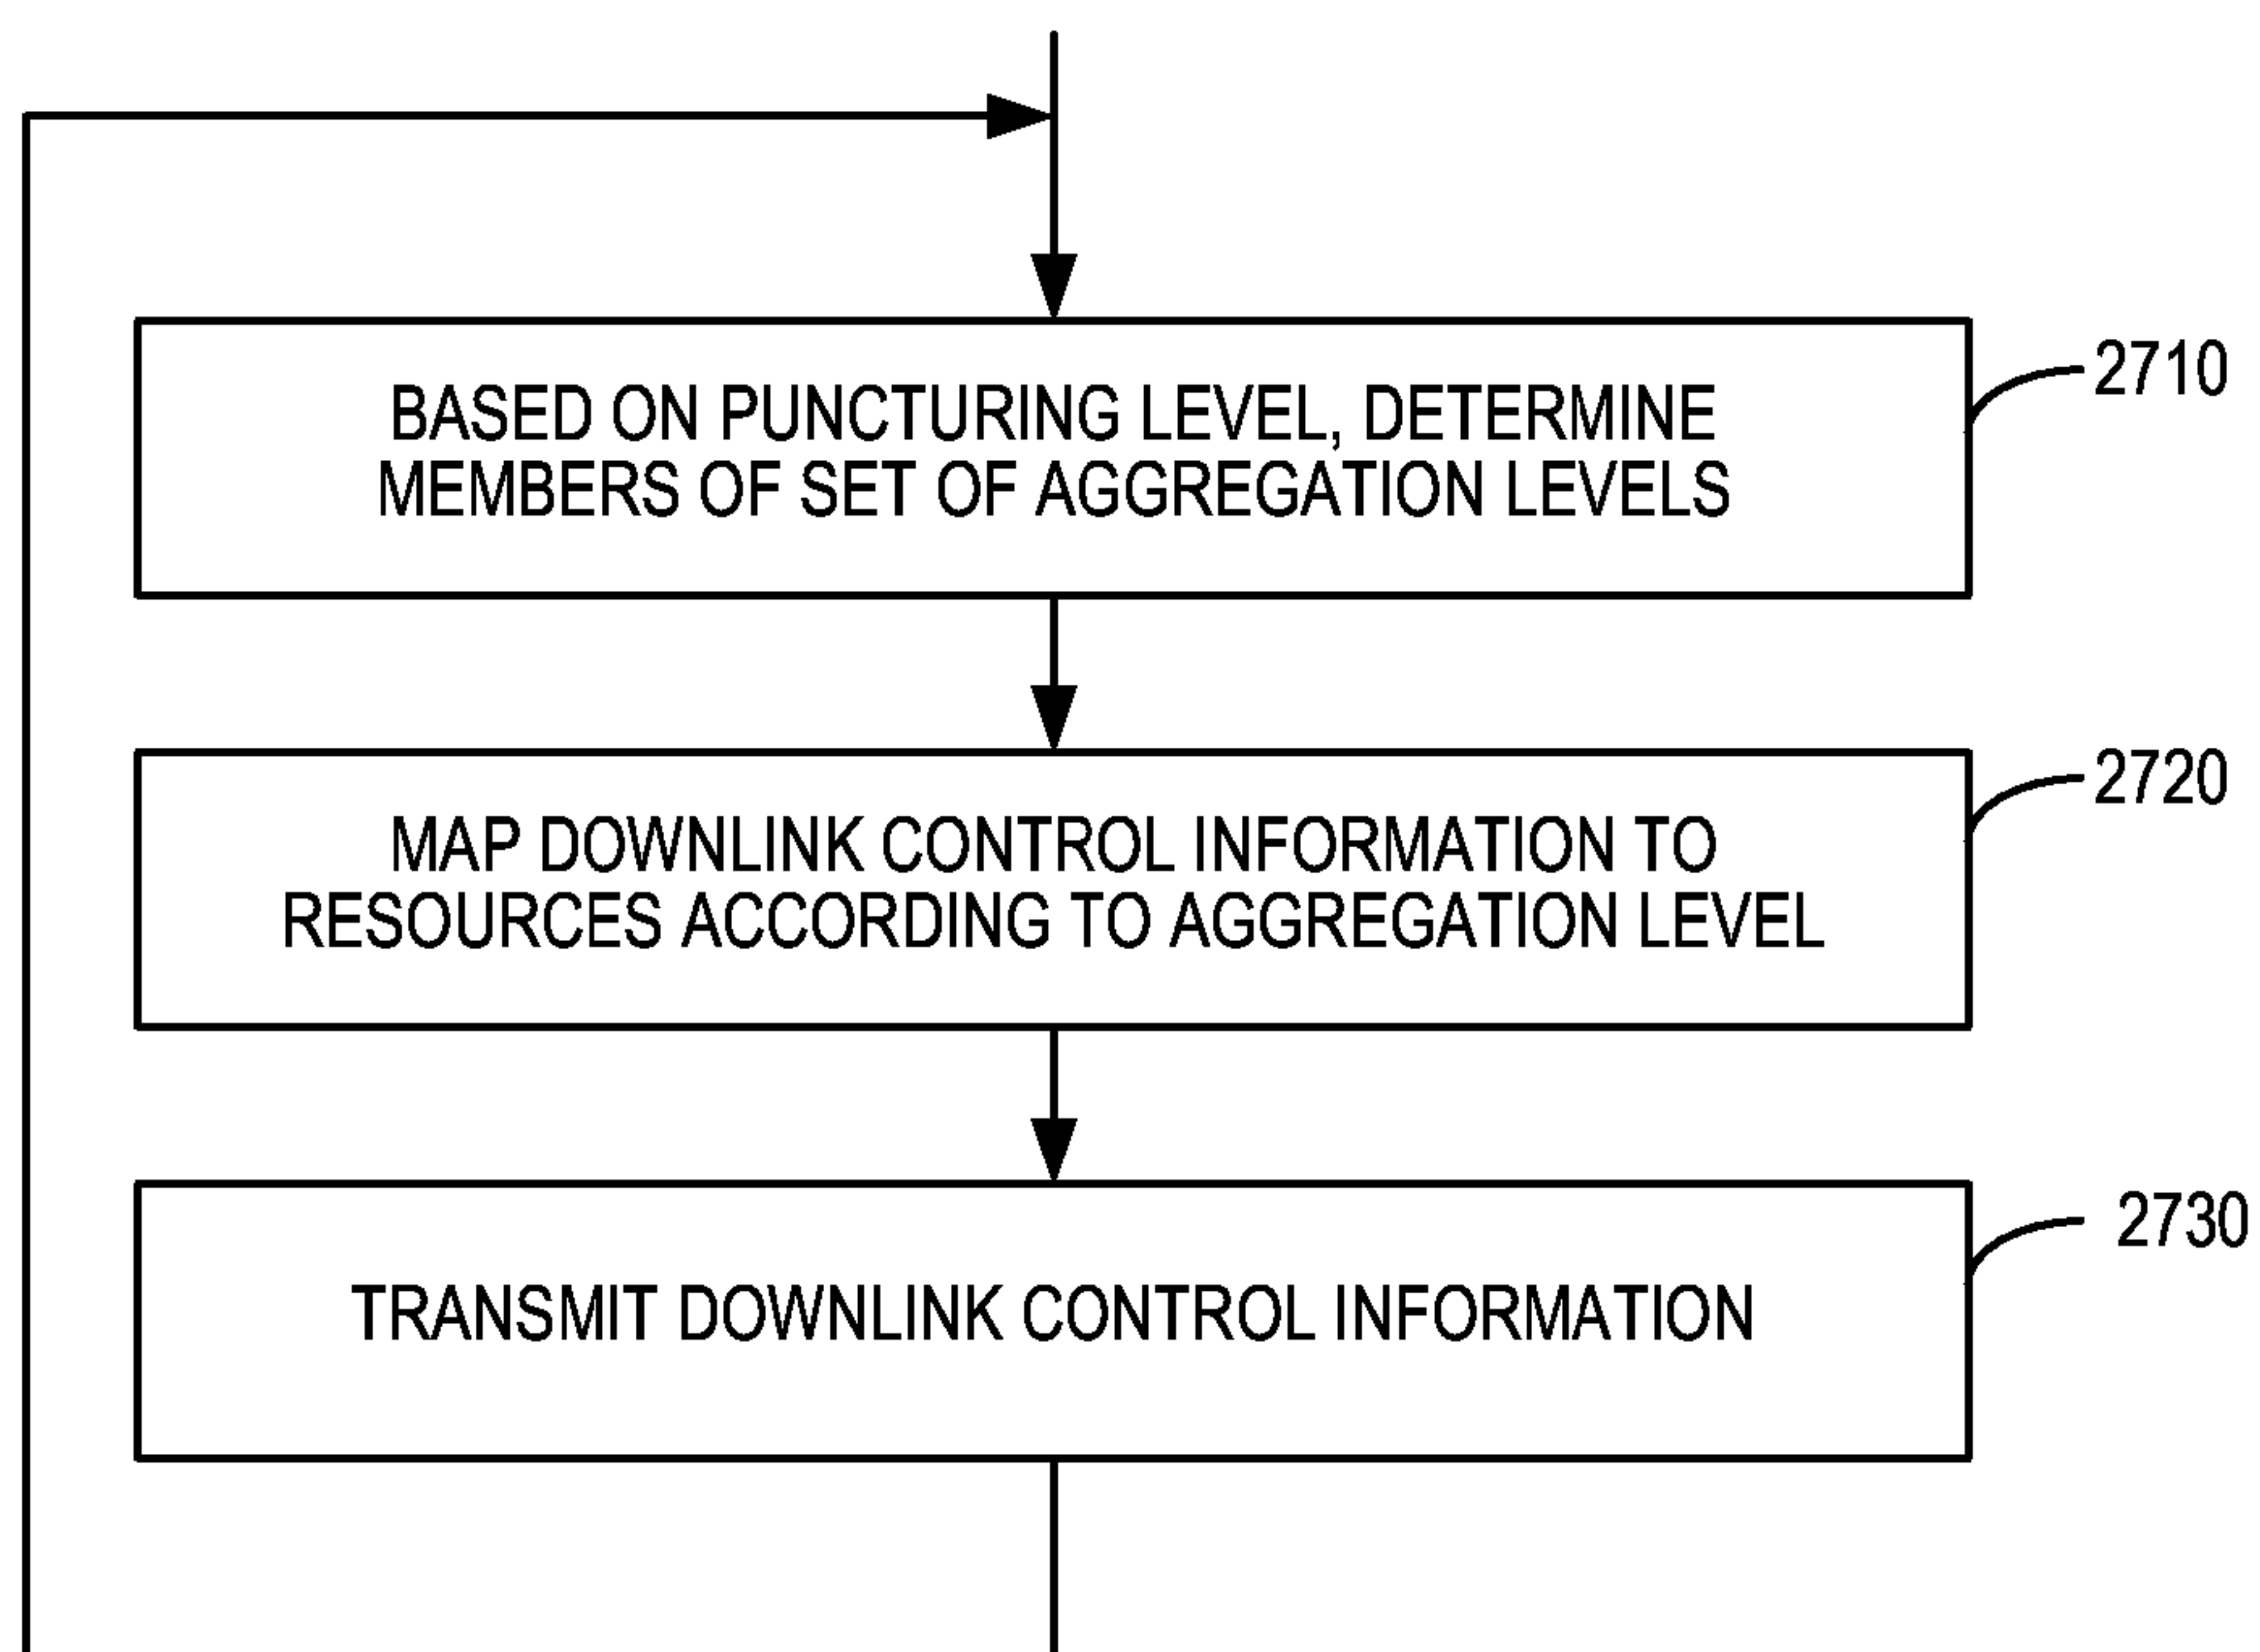 BASED ON PUNCTURING LEVEL, DETERMINE
MEMBERS OF SET OF AGGREGATION LEVELS
2710
MAP DOWNLINK CONTROL INFORMATION TO
RESOURCES ACCORDING TO AGGREGATION LEVEL
2720
TRANSMIT DOWNLINK CONTROL INFORMATION
2730